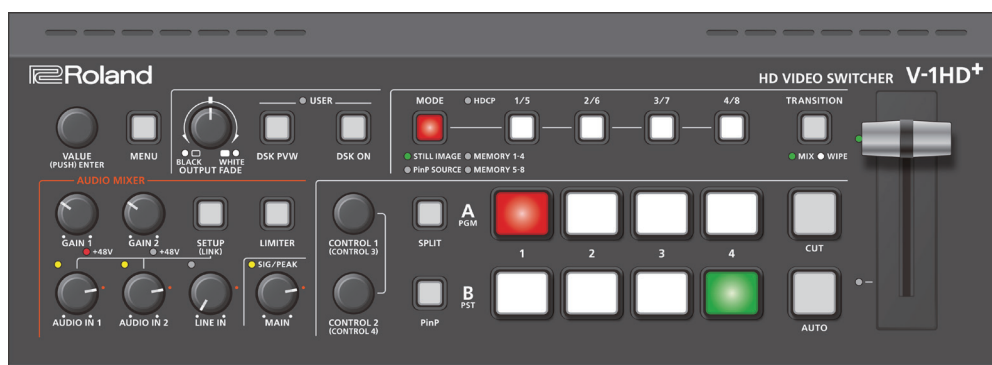 Roland
HD VIDEO SWITCHER V-1HD+
USER
MODE HDCP 1/5 2/6 3/7 4/8 TRANSITION
VALUE
(PUSH) ENTER
MENU
BLACK WHITE
OUTPUT FADE
DSK PVW
DSK ON
STILL IMAGE MEMORY 1-4
PinP SOURCE MEMORY 5-8
MIX WIPE
AUDIO MIXER
GAIN 1
+48V
GAIN 2
+48V
SETUP
(LINK)
LIMITER
CONTROL 1
(CONTROL 3)
SPLIT
A
PGM
CUT
1 2 3 4
SIG/PEAK
AUDIO IN 1
AUDIO IN 2
LINE IN
MAIN
CONTROL 2
(CONTROL 4)
PinP
B
PST
AUTO